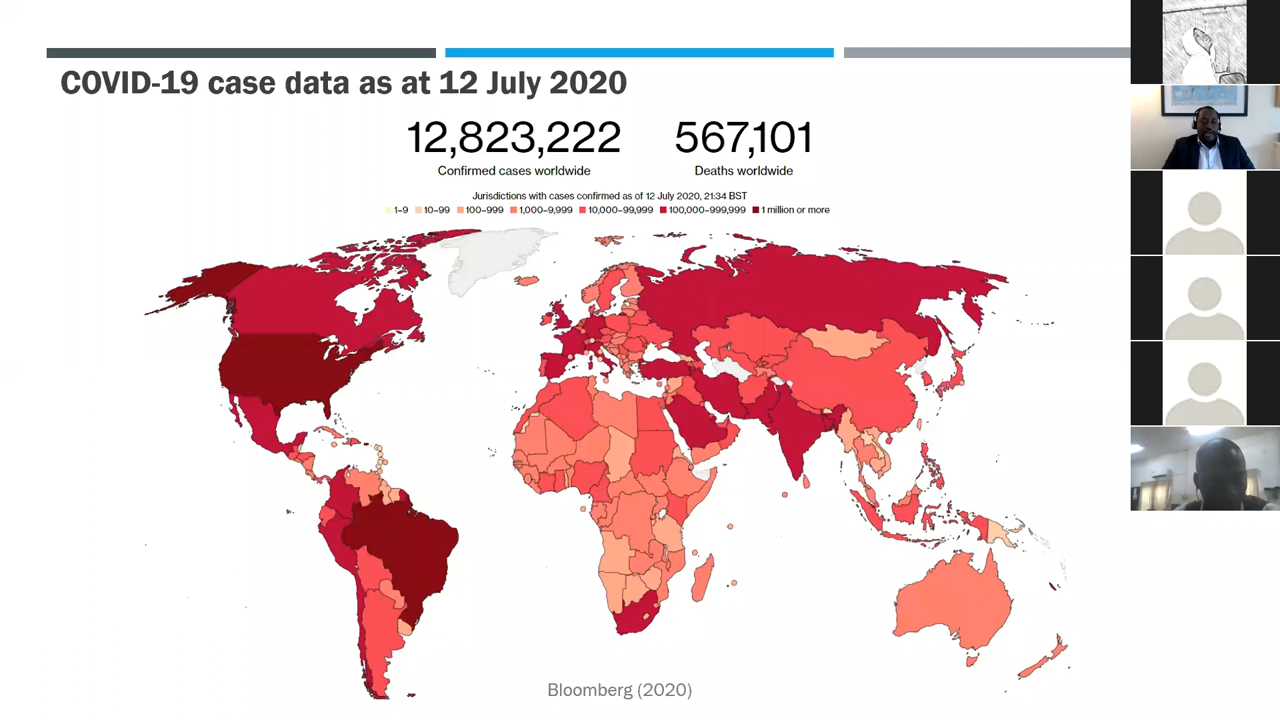 COVID-19 case data as at 12 July 2020
12,823,222 567,101
Confirmed cases worldwide Deaths worldwide
Jurisdictions with cases confirmed as of 12 July 2020, 21:34 BST
1–9 10–99 100–999 1,000–9,999 10,000–99,999 100,000–999,999 1 million or more
Bloomberg (2020)